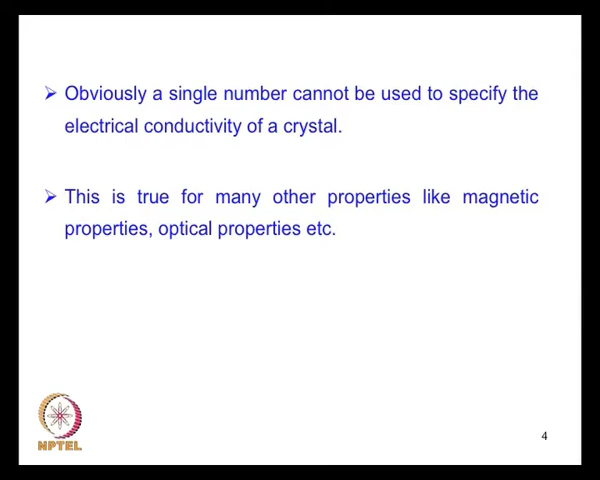 Obviously a single number cannot be used to specify the
electrical conductivity of a crystal.
This is true for many other properties like magnetic
properties, optical properties etc.
NPTEL
4